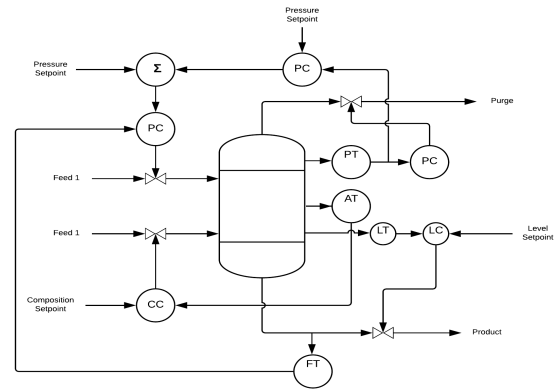 Pressure
Setpoint
Pressure
Setpoint
Σ
PC
Purge
PC
PT
PC
Feed 1
AT
Feed 1
LT
LC
Level
Setpoint
Composition
Setpoint
CC
Product
FT